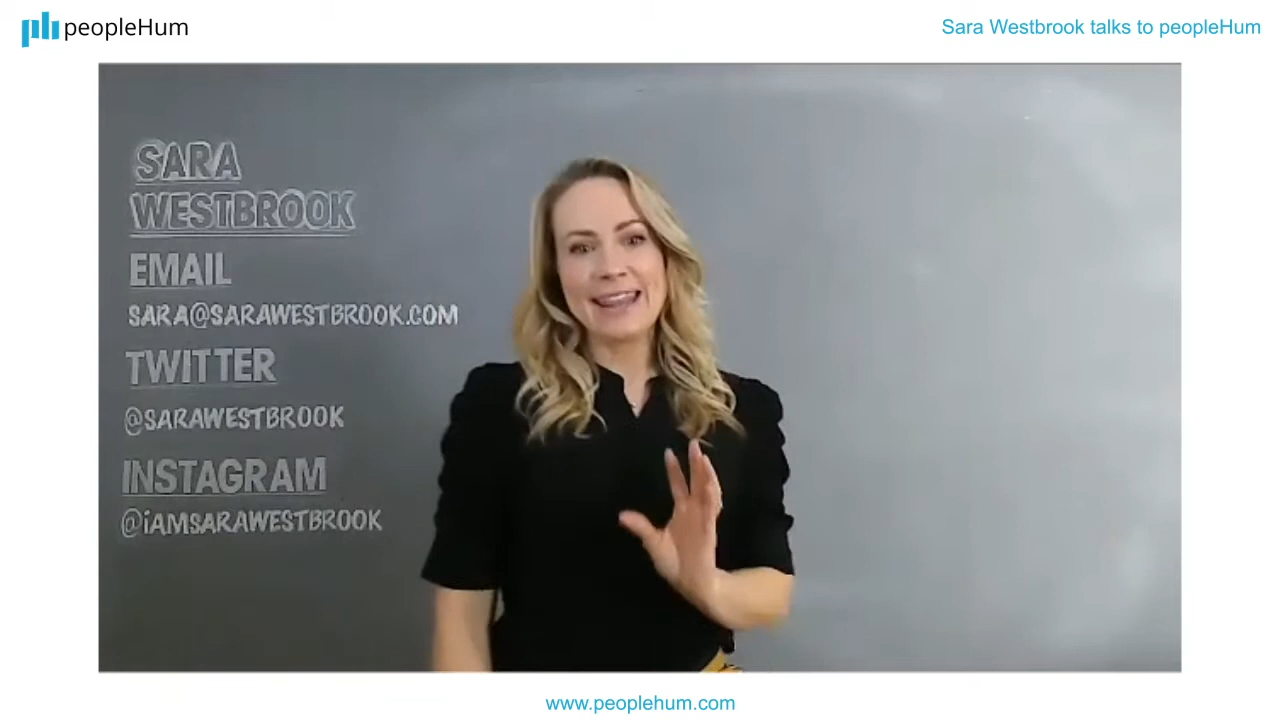 peopleHum
Sara Westbrook talks to peopleHum
SARA
WESTBROOK
EMAIL
SARA@SARAWESTBROOK.COM
TWITTER
@SARAWESTBROOK
INSTAGRAM
@iAMSARAWESTBROOK
www.peoplehum.com